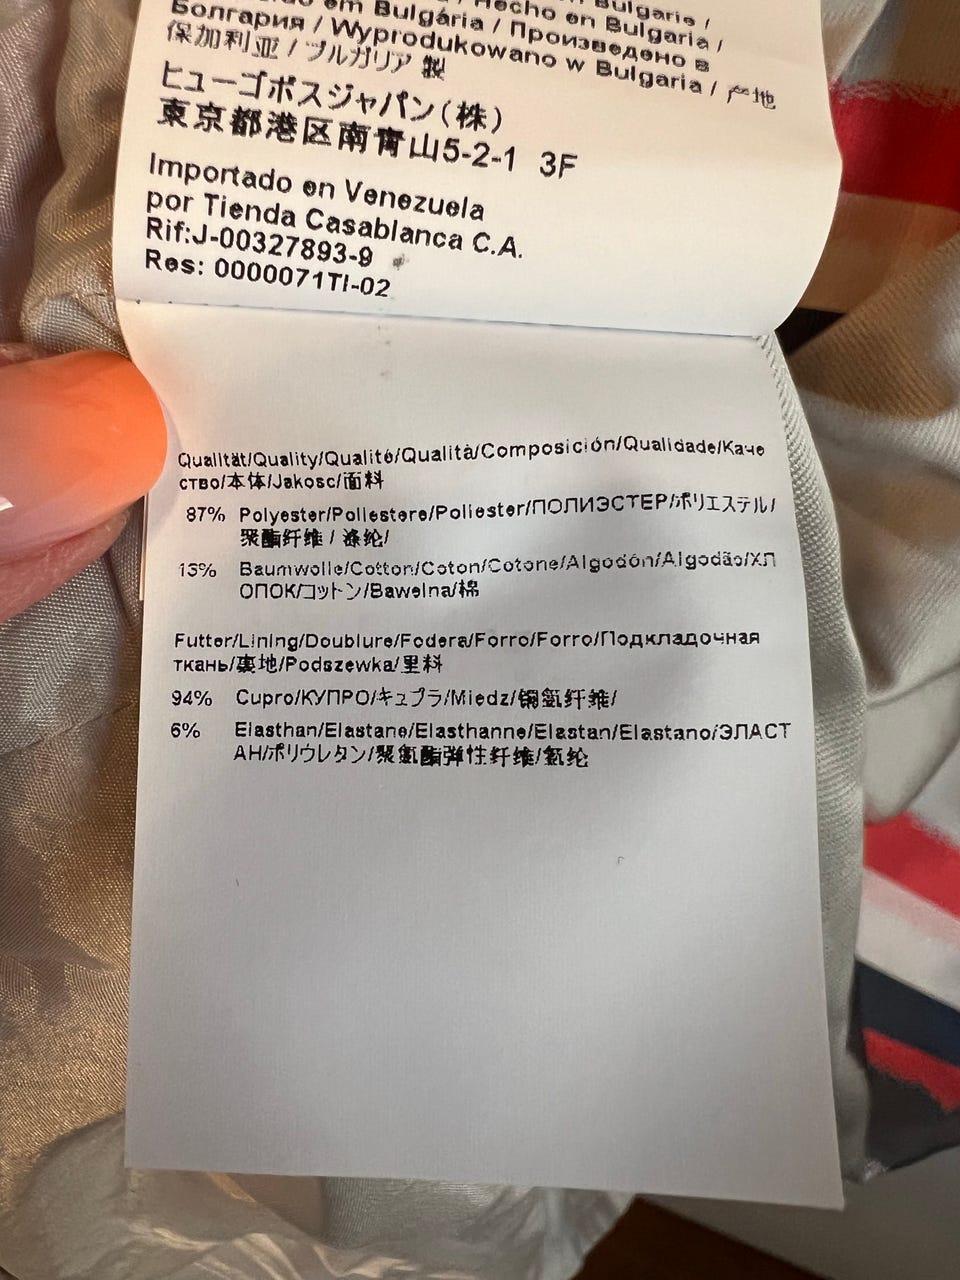 em Bulgária / Hecho en Bulgaria /
Болгария / Wyprodukowano w Bulgaria / 产地
保加利亚 / ブルガリア 製
ヒューゴボスジャパン(株)
東京都港区南青山5-2-1 3F
Importado en Venezuela
por Tienda Casablanca C.A.
Rif:J-00327893-9
Res: 0000071TI-02
Qualität/Quality/Qualité/Qualità/Composición/Qualidade/Каче
ство/本体/Jakosc/面料
87% Polyester/Poliestere/Poliester/ПОЛИЭСТЕР/ポリエステル/
聚酯纤维 / 涤纶/
13% Baumwolle/Cotton/Coton/Cotone/Algodón/Algodão/ХЛ
ОПОК/コットン/Bawelna/棉
Futter/Lining/Doublure/Fodera/Forro/Forro/Подкладочная
ткань/裏地/Podszewka/里料
94% Cupro/КУПРО/キュプラ/Miedz/铜氨纤维/
6% Elasthan/Elastane/Elasthanne/Elastan/Elastano/ЭЛАСТ
АН/ポリウレタン/聚氨酯弹性纤维/氨纶